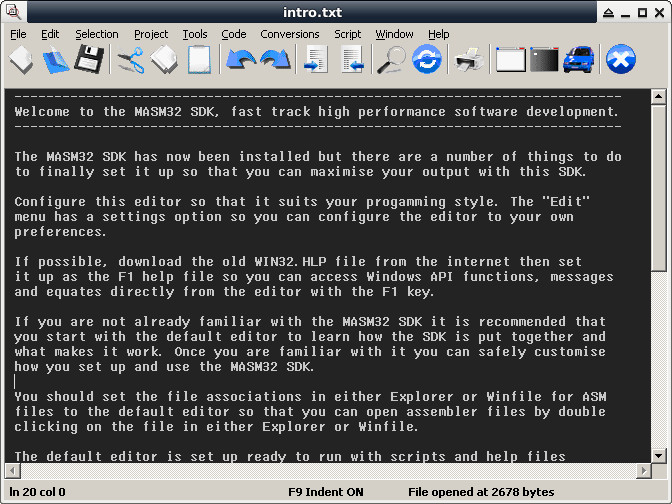 intro.txt
File Edit Selection Project Tools Code Conversions Script Window Help
--------------------------------------------------------------------------------
Welcome to the MASM32 SDK, fast track high performance software development.
--------------------------------------------------------------------------------
The MASM32 SDK has now been installed but there are a number of things to do
to finally set it up so that you can maximise your output with this SDK.
Configure this editor so that it suits your progamming style. The "Edit"
menu has a settings option so you can configure the editor to your own
preferences.
If possible, download the old WIN32.HLP file from the internet then set
it up as the F1 help file so you can access Windows API functions, messages
and equates directly from the editor with the F1 key.
If you are not already familiar with the MASM32 SDK it is recommended that
you start with the default editor to learn how the SDK is put together and
what makes it work. Once you are familiar with it you can safely customise
how you set up and use the MASM32 SDK.
You should set the file associations in either Explorer or Winfile for ASM
files to the default editor so that you can open assembler files by double
clicking on the file in either Explorer or Winfile.
The default editor is set up ready to run with scripts and help files
ln 20 col 0 F9 Indent ON File opened at 2678 bytes